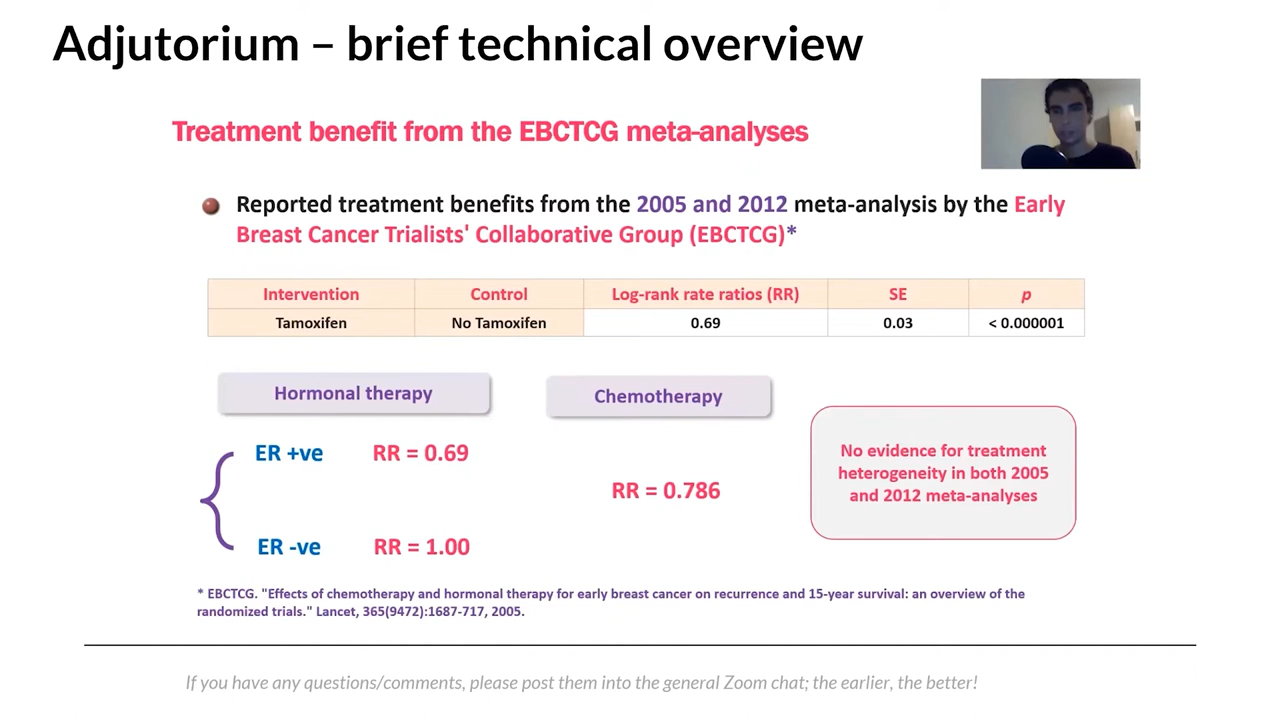 Adjutorium – brief technical overview
Treatment benefit from the EBCTCG meta-analyses
Reported treatment benefits from the 2005 and 2012 meta-analysis by the Early
Breast Cancer Trialists' Collaborative Group (EBCTCG)*
Intervention Control Log-rank rate ratios (RR) SE p
Tamoxifen No Tamoxifen 0.69 0.03 < 0.000001
Hormonal therapy
Chemotherapy
ER +ve RR = 0.69
RR = 0.786
ER -ve RR = 1.00
No evidence for treatment
heterogeneity in both 2005
and 2012 meta-analyses
* EBCTCG. "Effects of chemotherapy and hormonal therapy for early breast cancer on recurrence and 15-year survival: an overview of the
randomized trials." Lancet, 365(9472):1687-717, 2005.
If you have any questions/comments, please post them into the general Zoom chat; the earlier, the better!